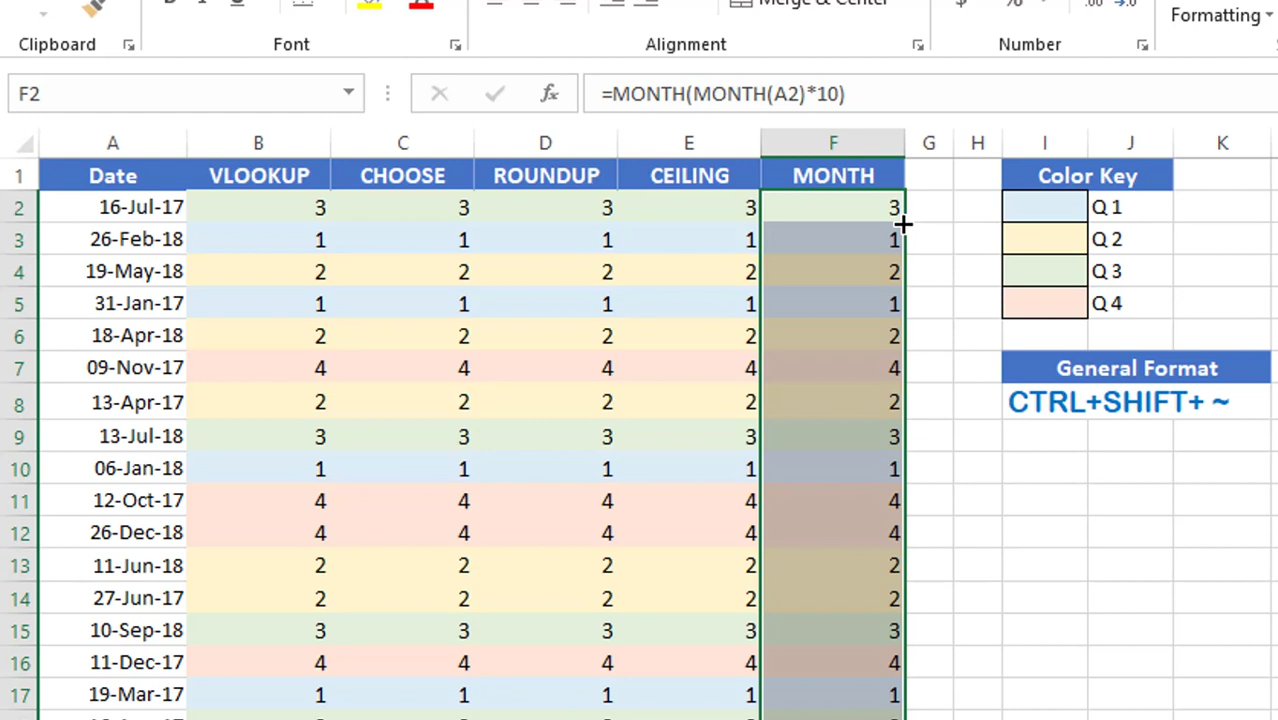 Merge & Center
$ % .00 →.0
Formatting
Clipboard Font Alignment Number
F2 fx =MONTH(MONTH(A2)*10)
A B C D E F G H I J K
1 Date VLOOKUP CHOOSE ROUNDUP CEILING MONTH Color Key
2 16-Jul-17 3 3 3 3 3 Q1
3 26-Feb-18 1 1 1 1 1 Q2
4 19-May-18 2 2 2 2 2 Q3
5 31-Jan-17 1 1 1 1 1 Q4
6 18-Apr-18 2 2 2 2 2
7 09-Nov-17 4 4 4 4 4 General Format
8 13-Apr-17 2 2 2 2 2 CTRL+SHIFT+ ~
9 13-Jul-18 3 3 3 3 3
10 06-Jan-18 1 1 1 1 1
11 12-Oct-17 4 4 4 4 4
12 26-Dec-18 4 4 4 4 4
13 11-Jun-18 2 2 2 2 2
14 27-Jun-17 2 2 2 2 2
15 10-Sep-18 3 3 3 3 3
16 11-Dec-17 4 4 4 4 4
17 19-Mar-17 1 1 1 1 1